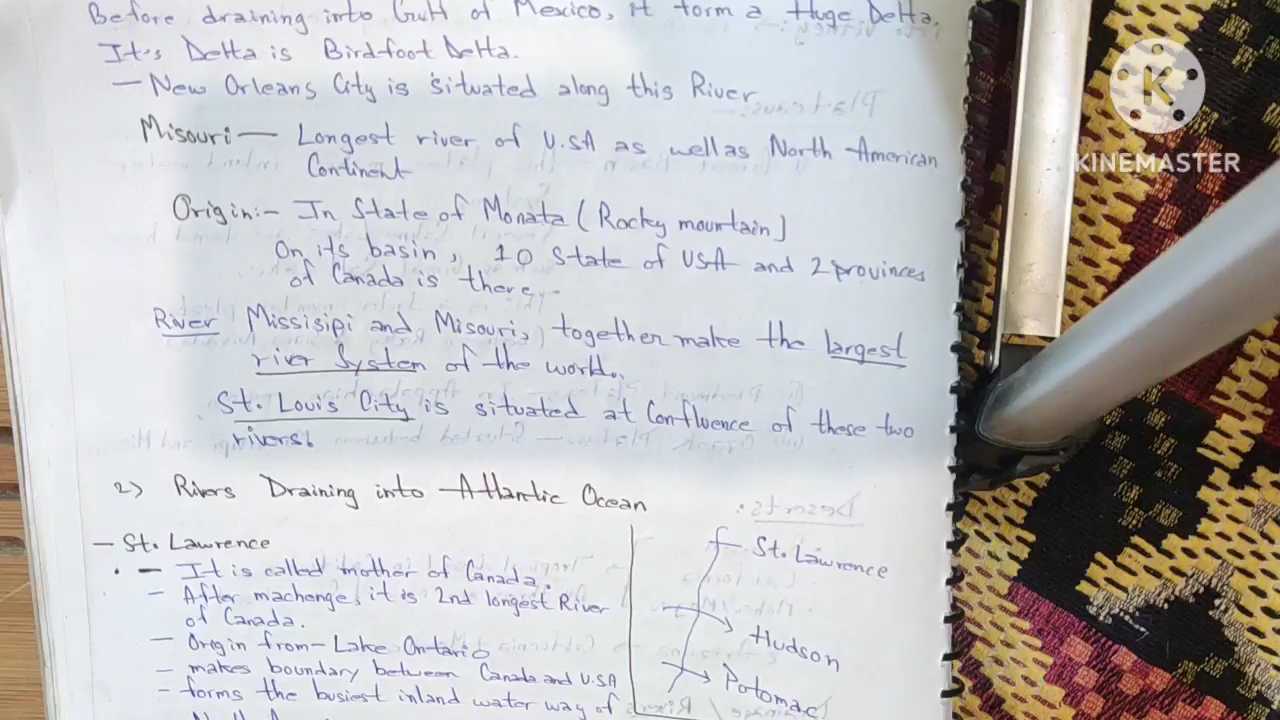 Before draining into Gulf of Mexico, it form a Huge Delta.
It's Delta is Birdfoot Delta.
— New Orleans City is situated along this River
Misouri — Longest river of U.SA as well as North American
Continent
Origin:- In State of Monata (Rocky mountain)
On its basin, 10 State of USA and 2 provinces
of Canada is there
River Missisipi and Misouri, together make the largest
river System of the world.
St. Louis City is situated at Confluence of these two
rivers.
2) Rivers Draining into Atlantic Ocean
— St. Lawrence
— It is called mother of Canada.
— After machenge, it is 2nd longest River
of Canada.
— Origin from — Lake Ontario
— makes boundary between Canada and U.SA
— forms the busiest inland water way of
St. Lawrence
Hudson
Potomac
KINEMASTER